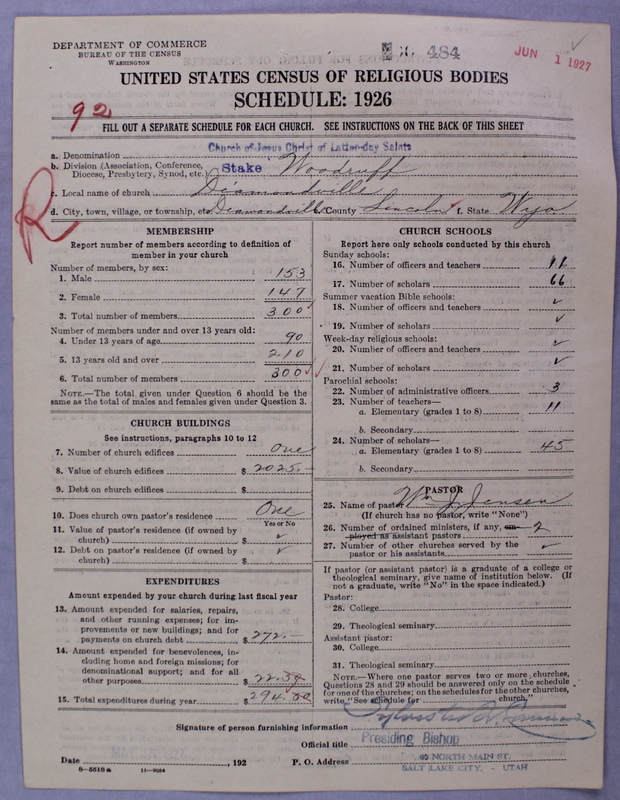 DEPARTMENT OF COMMERCE
BUREAU OF THE CENSUS
WASHINGTON
484
JUN 1 1927
UNITED STATES CENSUS OF RELIGIOUS BODIES
SCHEDULE: 1926
92
FILL OUT A SEPARATE SCHEDULE FOR EACH CHURCH. SEE INSTRUCTIONS ON THE BACK OF THIS SHEET
a. Denomination Church of Jesus Christ of Latter-day Saints
b. Division (Association, Conference, Diocese, Presbytery, Synod, etc.) Stake Woodruff
c. Local name of church Diamondville
d. City, town, village, or township, etc. Diamondville e. County Lincoln f. State Wyo.
R
MEMBERSHIP
Report number of members according to definition of
member in your church
Number of members, by sex:
1. Male 153
2. Female 147
3. Total number of members 300 ✓
Number of members under and over 13 years old:
4. Under 13 years of age 90
5. 13 years old and over 210
6. Total number of members 300 ✓
NOTE.—The total given under Question 6 should be
same as the total of males and females given under Question 3.
CHURCH BUILDINGS
See instructions, paragraphs 10 to 12
7. Number of church edifices One
8. Value of church edifices $ 2025.—
9. Debt on church edifices $
10. Does church own pastor's residence One
Yes or No
11. Value of pastor's residence (if owned by
church) $ ✓
12. Debt on pastor's residence (if owned by
church) $ ✓
EXPENDITURES
Amount expended by your church during last fiscal year
13. Amount expended for salaries, repairs,
and other running expenses; for im-
provements or new buildings; and for
payments on church debt $ 272.—
14. Amount expended for benevolences, in-
cluding home and foreign missions; for
denominational support; and for all
other purposes $ 22.50
15. Total expenditures during year $ 294.50
CHURCH SCHOOLS
Report here only schools conducted by this church
Sunday schools:
16. Number of officers and teachers 11
17. Number of scholars 66
Summer vacation Bible schools:
18. Number of officers and teachers ✓
19. Number of scholars ✓
Week-day religious schools:
20. Number of officers and teachers ✓
21. Number of scholars ✓
Parochial schools:
22. Number of administrative officers 3
23. Number of teachers—
a. Elementary (grades 1 to 8) 11
b. Secondary
24. Number of scholars—
a. Elementary (grades 1 to 8) 45
b. Secondary
PASTOR
25. Name of pastor Wm J. Jensen
(If church has no pastor, write "None")
26. Number of ordained ministers, if any, em-
ployed as assistant pastors 2
27. Number of other churches served by the
pastor or his assistants ✓
If pastor (or assistant pastor) is a graduate of a college or
theological seminary, give name of institution below. (If
not a graduate, write "No" in the space indicated.)
Pastor:
28. College
29. Theological seminary
Assistant pastor:
30. College
31. Theological seminary
NOTE.—Where one pastor serves two or more churches,
Questions 28 and 29 should be answered only on the schedule
for one of the churches; on the schedules for the other churches,
write "See schedule for church."
Signature of person furnishing information Sylvester Q. Cannon
Official title Presiding Bishop
Date , 192 P. O. Address 40 NORTH MAIN ST.
SALT LAKE CITY, - UTAH